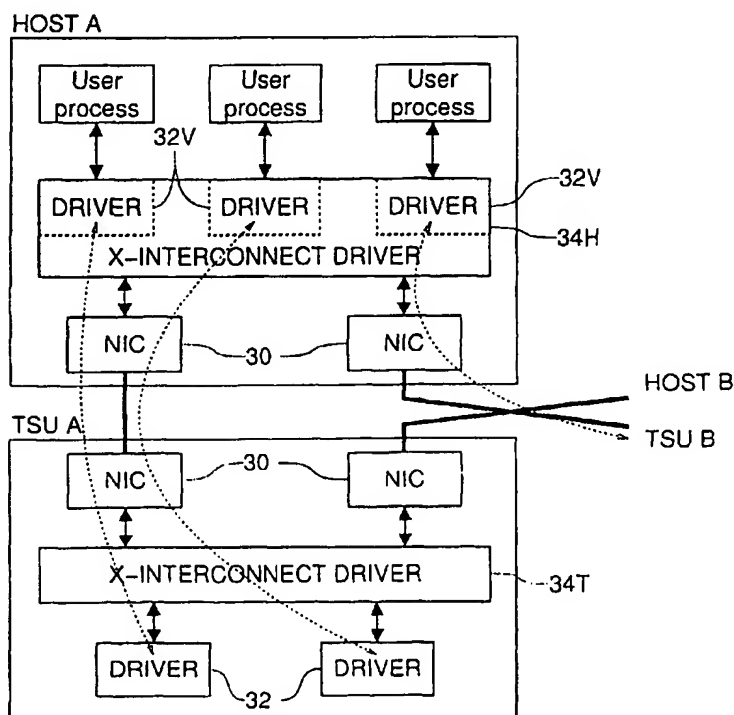 HOST A
User process
User process
User process
32V
32V
DRIVER
DRIVER
DRIVER
34H
X-INTERCONNECT DRIVER
NIC
30
NIC
HOST B
TSU B
TSU A
NIC
30
NIC
X-INTERCONNECT DRIVER
34T
DRIVER
32
DRIVER